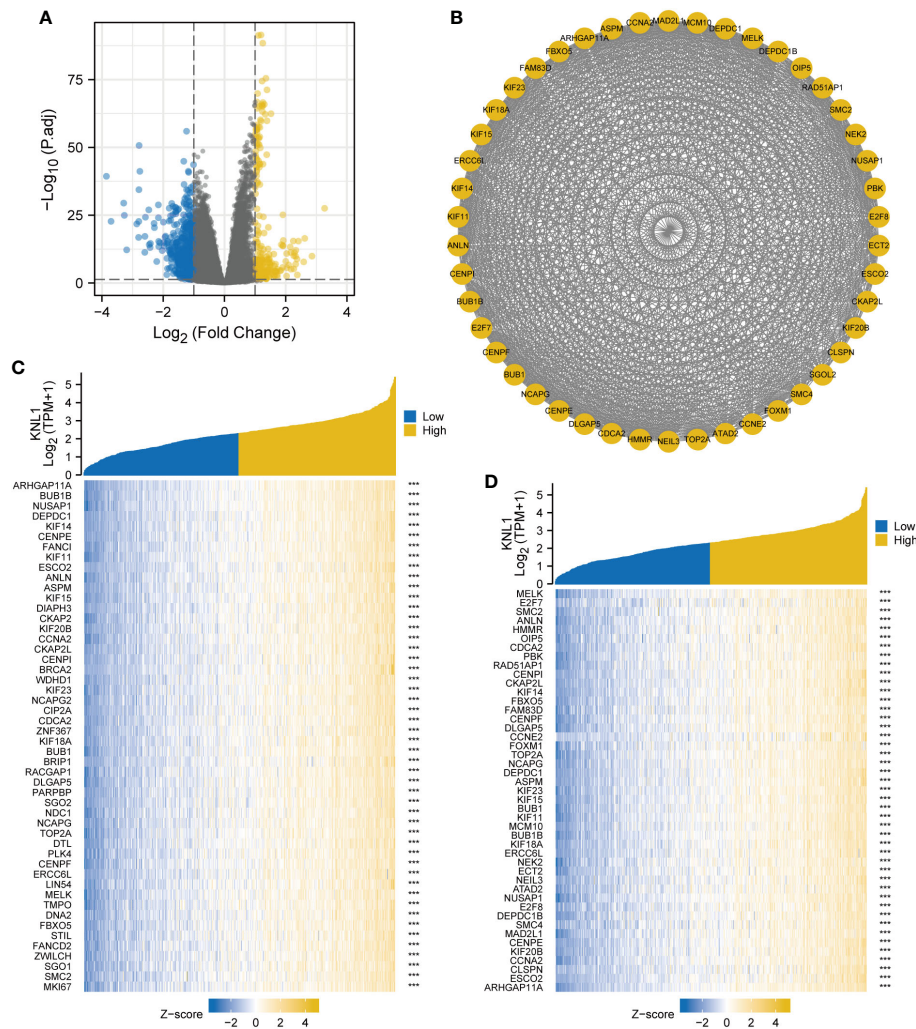 A
−Log10 (P.adj)
75
50
25
0
−4
−2
0
2
4
Log2 (Fold Change)
B
MAD2L1
MCM10
DEPDC1
MELK
DEPDC1B
OIP5
RAD51AP1
SMC2
NEK2
NUSAP1
PBK
E2F8
ECT2
ESCO2
CKAP2L
KIF20B
CLSPN
SGOL2
SMC4
FOXM1
CCNE2
ATAD2
TOP2A
NEIL3
HMMR
CDCA2
DLGAP5
CENPE
NCAPG
BUB1
CENPF
E2F7
BUB1B
CENPI
ANLN
KIF11
KIF14
ERCC6L
KIF15
KIF18A
KIF23
FAM83D
FBXO5
ARHGAP11A
ASPM
CCNA2
C
KNL1
Log2 (TPM+1)
5
4
3
2
1
0
Low
High
ARHGAP11A ***
BUB1B ***
NUSAP1 ***
DEPDC1 ***
KIF14 ***
CENPE ***
FANCI ***
KIF11 ***
ESCO2 ***
ANLN ***
ASPM ***
KIF15 ***
DIAPH3 ***
CKAP2 ***
KIF20B ***
CCNA2 ***
CKAP2L ***
CENPI ***
BRCA2 ***
WDHD1 ***
KIF23 ***
NCAPG2 ***
CIP2A ***
CDCA2 ***
ZNF367 ***
KIF18A ***
BUB1 ***
BRIP1 ***
RACGAP1 ***
DLGAP5 ***
PARPBP ***
SGO2 ***
NDC1 ***
NCAPG ***
TOP2A ***
DTL ***
PLK4 ***
CENPF ***
ERCC6L ***
LIN54 ***
MELK ***
TMPO ***
DNA2 ***
FBXO5 ***
STIL ***
FANCD2 ***
ZWILCH ***
SGO1 ***
SMC2 ***
MKI67 ***
Z−score
−2 0 2 4
D
KNL1
Log2 (TPM+1)
5
4
3
2
1
0
Low
High
MELK ***
E2F7 ***
SMC2 ***
ANLN ***
HMMR ***
OIP5 ***
CDCA2 ***
PBK ***
RAD51AP1 ***
CENPI ***
CKAP2L ***
KIF14 ***
FBXO5 ***
FAM83D ***
CENPF ***
DLGAP5 ***
CCNE2 ***
FOXM1 ***
TOP2A ***
NCAPG ***
DEPDC1 ***
ASPM ***
KIF23 ***
KIF15 ***
BUB1 ***
KIF11 ***
MCM10 ***
BUB1B ***
KIF18A ***
ERCC6L ***
NEK2 ***
ECT2 ***
NEIL3 ***
ATAD2 ***
NUSAP1 ***
E2F8 ***
DEPDC1B ***
SMC4 ***
MAD2L1 ***
CENPE ***
KIF20B ***
CCNA2 ***
CLSPN ***
ESCO2 ***
ARHGAP11A ***
Z−score
−2 0 2 4